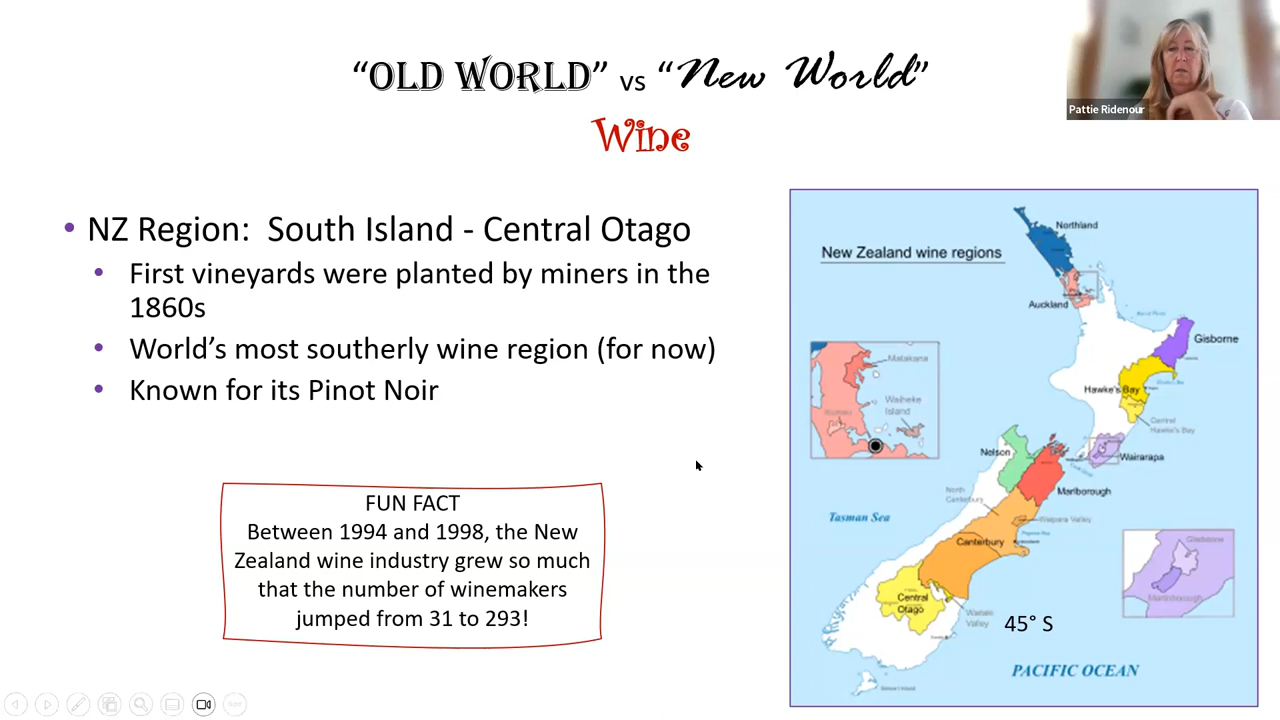 “OLD WORLD” vs “New World”
Wine
Pattie Ridenour
• NZ Region: South Island - Central Otago
• First vineyards were planted by miners in the
1860s
• World’s most southerly wine region (for now)
• Known for its Pinot Noir
FUN FACT
Between 1994 and 1998, the New
Zealand wine industry grew so much
that the number of winemakers
jumped from 31 to 293!
New Zealand wine regions
Northland
Auckland
Gisborne
Hawke's Bay
Central
Hawke's Bay
Matakana
Waiheke
Island
Kumeu
Nelson
Wairarapa
Marlborough
North
Canterbury
Waipara Valley
Tasman Sea
Canterbury
Gladstone
Martinborough
Central
Otago
Waitaki
Valley
45° S
PACIFIC OCEAN